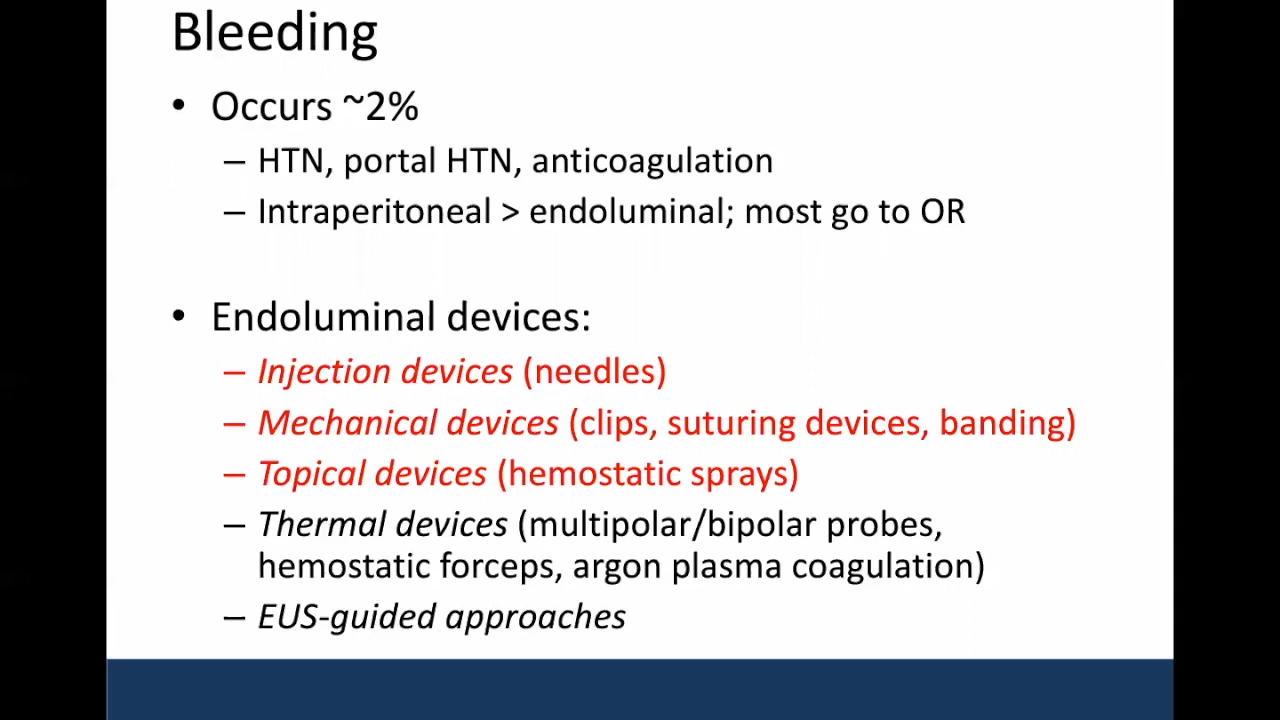 Bleeding
• Occurs ~2%
– HTN, portal HTN, anticoagulation
– Intraperitoneal > endoluminal; most go to OR
• Endoluminal devices:
– Injection devices (needles)
– Mechanical devices (clips, suturing devices, banding)
– Topical devices (hemostatic sprays)
– Thermal devices (multipolar/bipolar probes,
hemostatic forceps, argon plasma coagulation)
– EUS-guided approaches